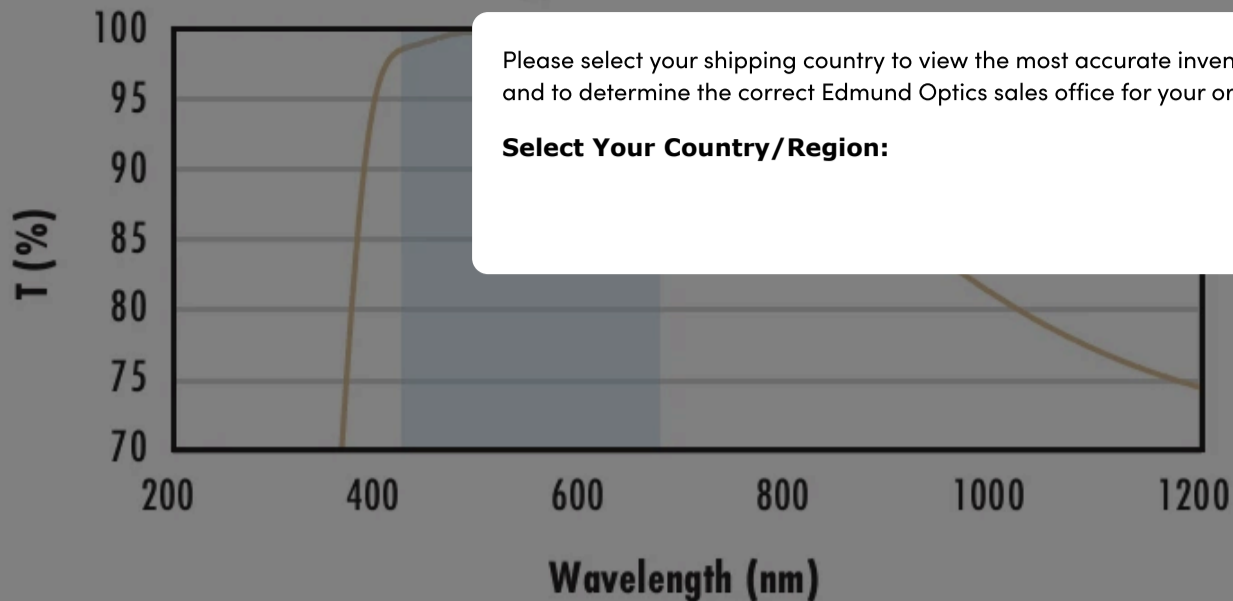 100
Please select your shipping country to view the most accurate inven
and to determine the correct Edmund Optics sales office for your or
95
Select Your Country/Region:
90
85
T (%)
80
75
70
200 400 600 800 1000 1200
Wavelength (nm)